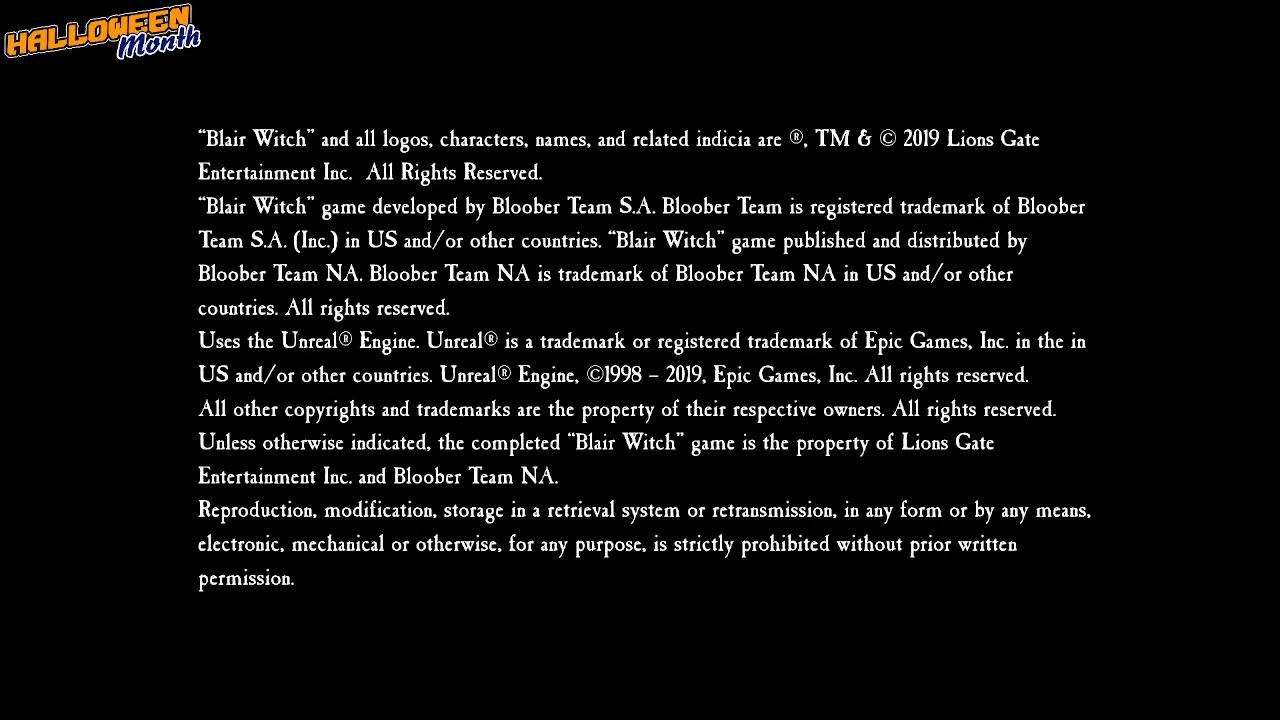 HALLOWEEN
Month
“Blair Witch” and all logos, characters, names, and related indicia are ®, TM & © 2019 Lions Gate
Entertainment Inc.  All Rights Reserved.
“Blair Witch” game developed by Bloober Team S.A. Bloober Team is registered trademark of Bloober
Team S.A. (Inc.) in US and/or other countries. “Blair Witch” game published and distributed by
Bloober Team NA. Bloober Team NA is trademark of Bloober Team NA in US and/or other
countries. All rights reserved.
Uses the Unreal® Engine. Unreal® is a trademark or registered trademark of Epic Games, Inc. in the in
US and/or other countries. Unreal® Engine, ©1998 – 2019, Epic Games, Inc. All rights reserved.
All other copyrights and trademarks are the property of their respective owners. All rights reserved.
Unless otherwise indicated, the completed “Blair Witch” game is the property of Lions Gate
Entertainment Inc. and Bloober Team NA.
Reproduction, modification, storage in a retrieval system or retransmission, in any form or by any means,
electronic, mechanical or otherwise, for any purpose, is strictly prohibited without prior written
permission.